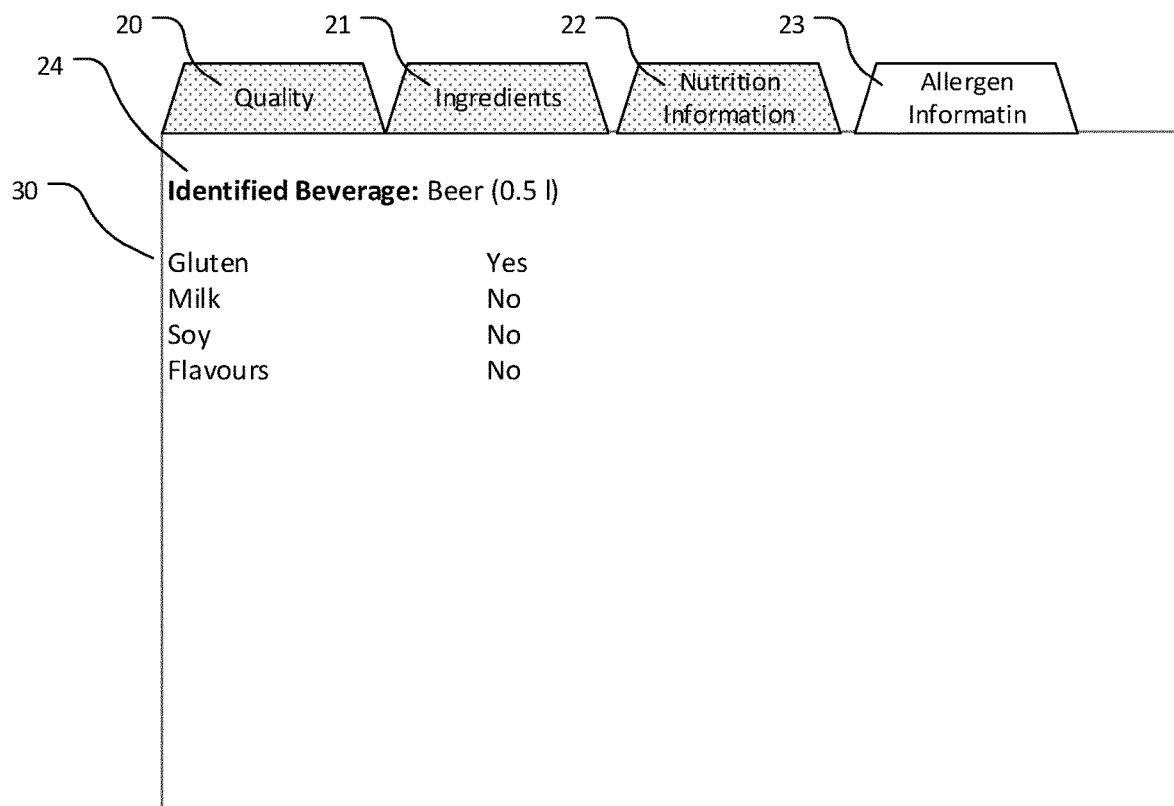 20
21
22
23
24
Quality
Ingredients
Nutrition
Information
Allergen
Informatin
30
Identified Beverage: Beer (0.5 l)
Gluten Yes
Milk No
Soy No
Flavours No